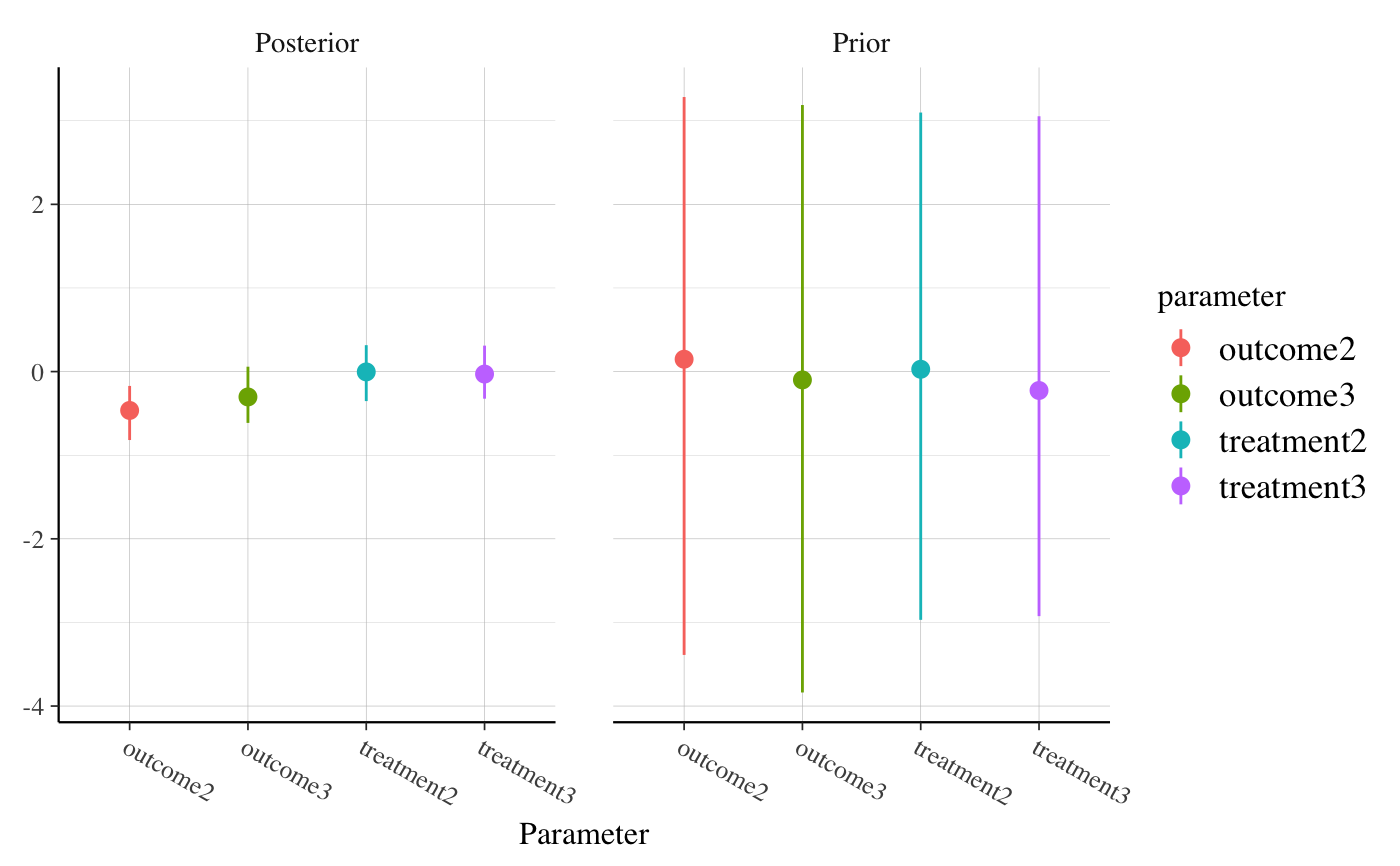 Posterior
Prior
2
0
-2
-4
outcome2
outcome3
treatment2
treatment3
outcome2
outcome3
treatment2
treatment3
Parameter
parameter
outcome2
outcome3
treatment2
treatment3